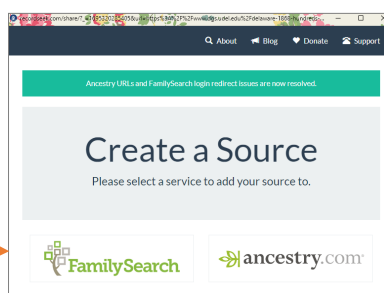 About Blog Donate Support
Ancestry URLs and FamilySearch login redirect issues are now resolved.
Create a Source
Please select a service to add your source to.
FamilySearch ancestry.com